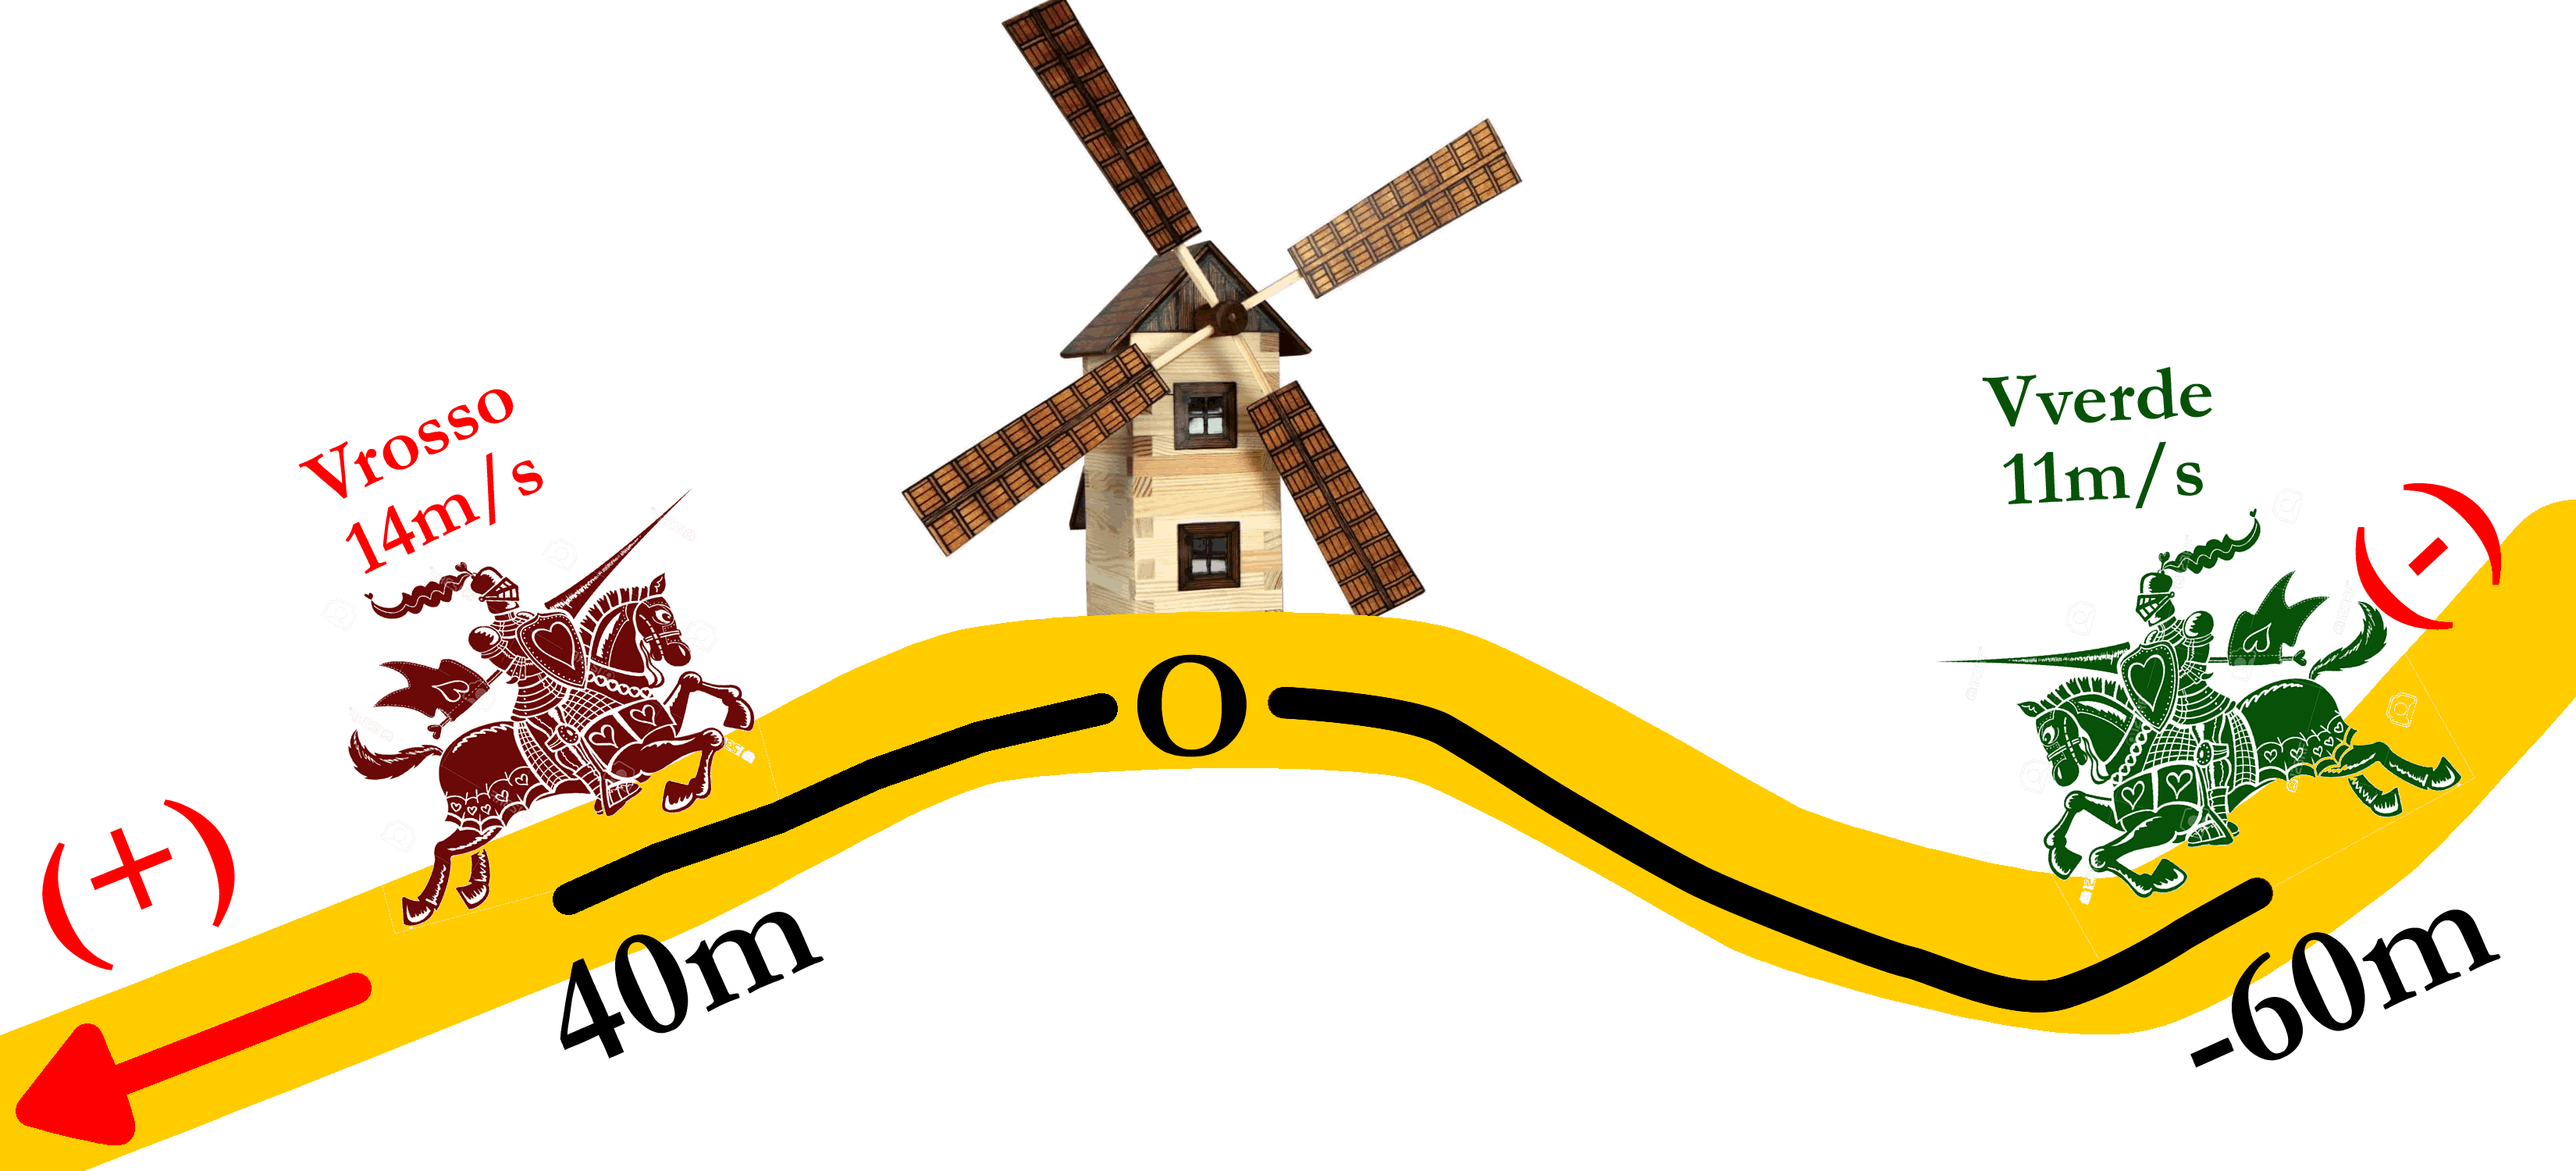 Vrosso
14m/s
Vverde
11m/s
(-)
O
(+)
40m
-60m